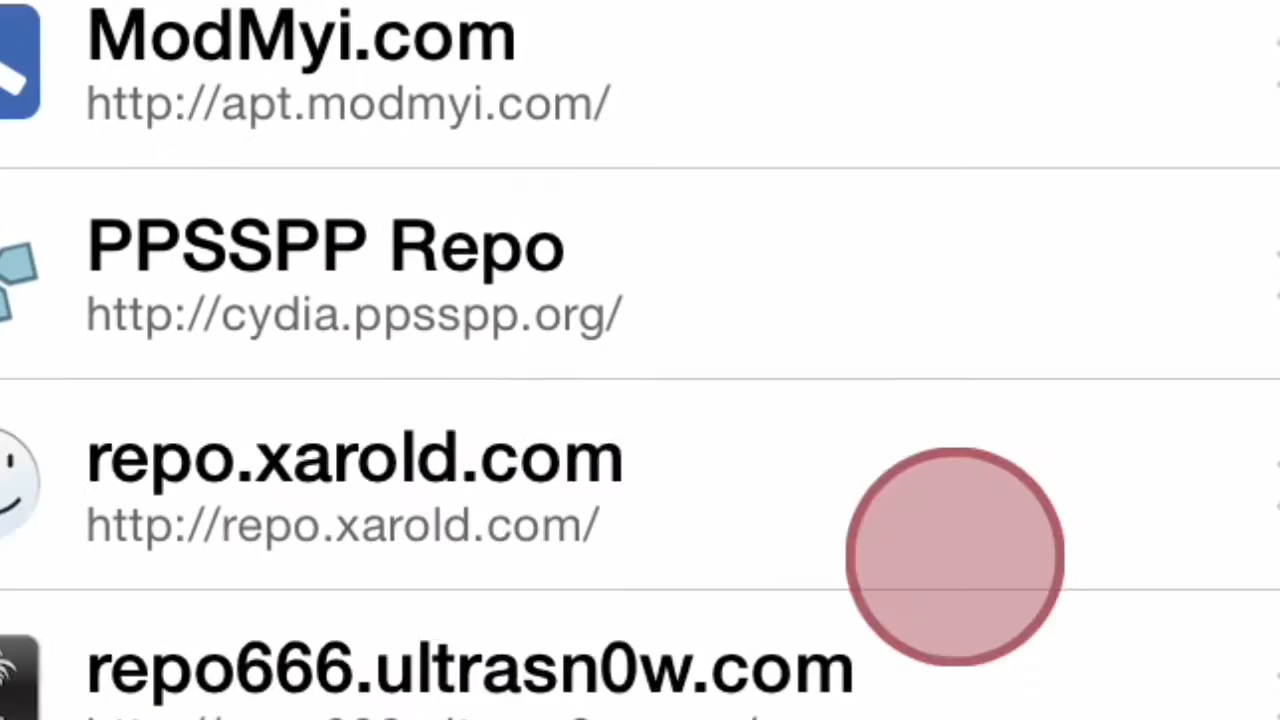 ModMyi.com
http://apt.modmyi.com/
PPSSPP Repo
http://cydia.ppsspp.org/
repo.xarold.com
http://repo.xarold.com/
repo666.ultrasn0w.com